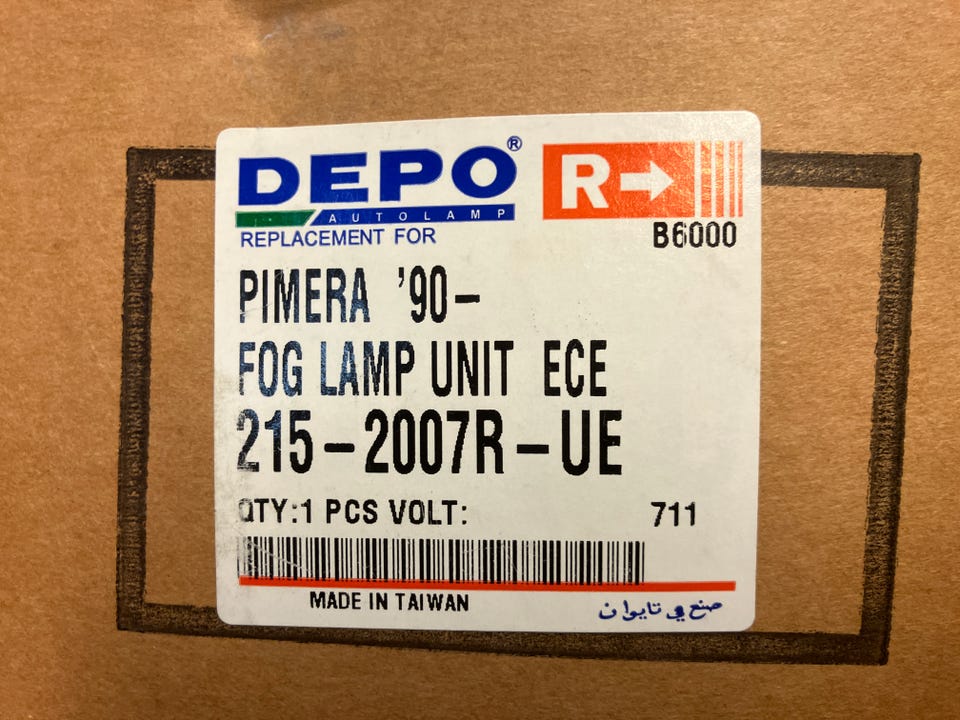 DEPO®
AUTOLAMP
REPLACEMENT FOR
R→
B6000
PIMERA '90-
FOG LAMP UNIT ECE
215-2007R-UE
QTY:1 PCS VOLT:
711
MADE IN TAIWAN
صنع في تايوان